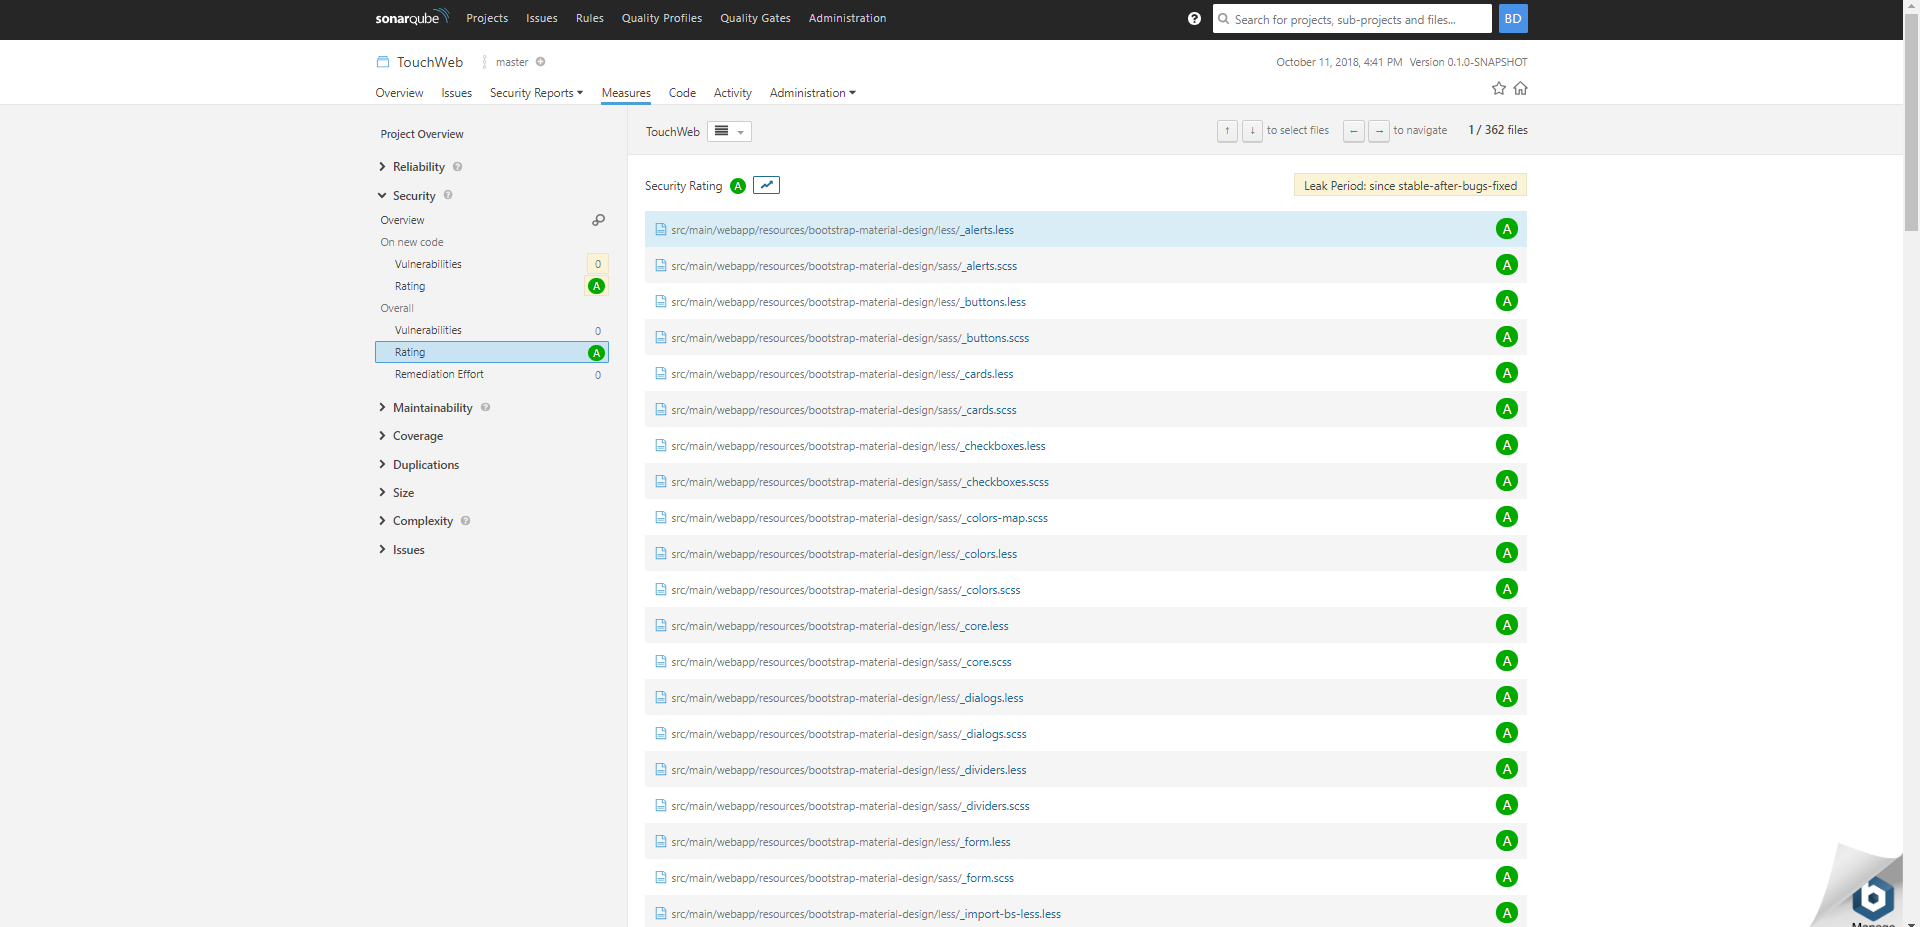 sonarqube Projects Issues Rules Quality Profiles Quality Gates Administration ? Search for projects, sub-projects and files... BD
TouchWeb master October 11, 2018, 4:41 PM Version 0.1.0-SNAPSHOT
Overview Issues Security Reports Measures Code Activity Administration
Project Overview
Reliability ?
Security ?
Overview
On new code
Vulnerabilities 0
Rating A
Overall
Vulnerabilities 0
Rating A
Remediation Effort 0
Maintainability ?
Coverage
Duplications
Size
Complexity ?
Issues
TouchWeb ↑ ↓ to select files ← → to navigate 1 / 362 files
Security Rating A Leak Period: since stable-after-bugs-fixed
src/main/webapp/resources/bootstrap-material-design/less/_alerts.less A
src/main/webapp/resources/bootstrap-material-design/sass/_alerts.scss A
src/main/webapp/resources/bootstrap-material-design/less/_buttons.less A
src/main/webapp/resources/bootstrap-material-design/sass/_buttons.scss A
src/main/webapp/resources/bootstrap-material-design/less/_cards.less A
src/main/webapp/resources/bootstrap-material-design/sass/_cards.scss A
src/main/webapp/resources/bootstrap-material-design/less/_checkboxes.less A
src/main/webapp/resources/bootstrap-material-design/sass/_checkboxes.scss A
src/main/webapp/resources/bootstrap-material-design/sass/_colors-map.scss A
src/main/webapp/resources/bootstrap-material-design/less/_colors.less A
src/main/webapp/resources/bootstrap-material-design/sass/_colors.scss A
src/main/webapp/resources/bootstrap-material-design/less/_core.less A
src/main/webapp/resources/bootstrap-material-design/sass/_core.scss A
src/main/webapp/resources/bootstrap-material-design/less/_dialogs.less A
src/main/webapp/resources/bootstrap-material-design/sass/_dialogs.scss A
src/main/webapp/resources/bootstrap-material-design/less/_dividers.less A
src/main/webapp/resources/bootstrap-material-design/sass/_dividers.scss A
src/main/webapp/resources/bootstrap-material-design/less/_form.less A
src/main/webapp/resources/bootstrap-material-design/sass/_form.scss A
src/main/webapp/resources/bootstrap-material-design/less/_import-bs-less.less A
b
Manage